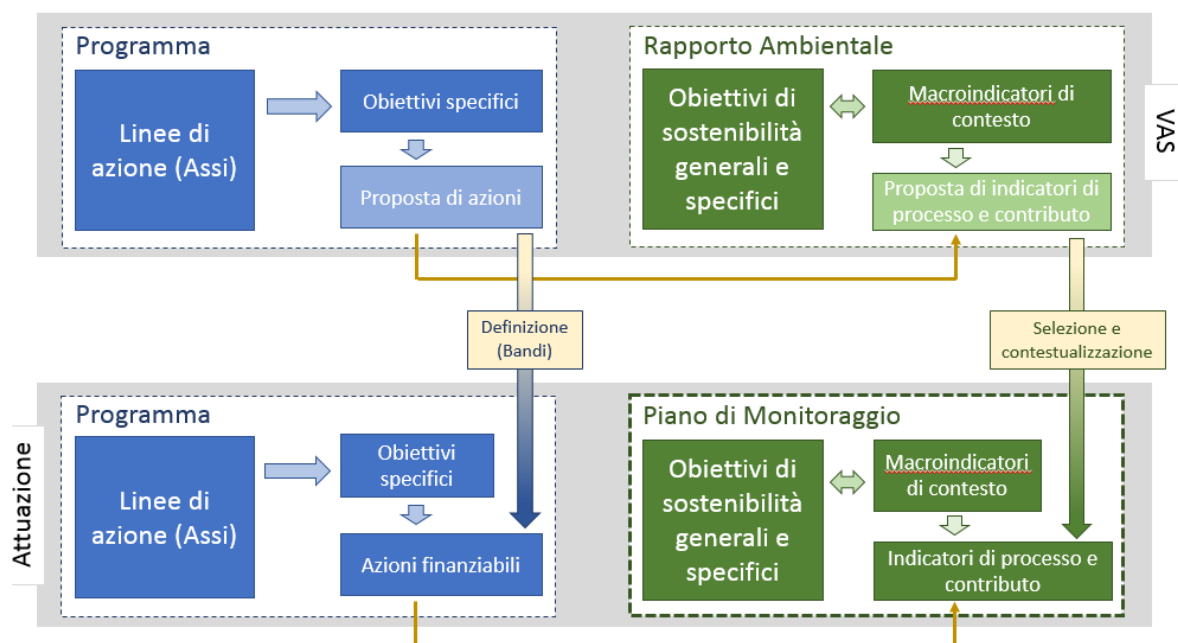 Programma
Linee di
azione (Assi)
Obiettivi specifici
Proposta di azioni
Rapporto Ambientale
Obiettivi di
sostenibilità
generali e
specifici
Macroindicatori di
contesto
Proposta di indicatori di
processo e contributo
VAS
Definizione
(Bandi)
Selezione e
contestualizzazione
Attuazione
Programma
Linee di
azione (Assi)
Obiettivi
specifici
Azioni finanziabili
Piano di Monitoraggio
Obiettivi di
sostenibilità
generali e
specifici
Macroindicatori
di contesto
Indicatori di processo e
contributo